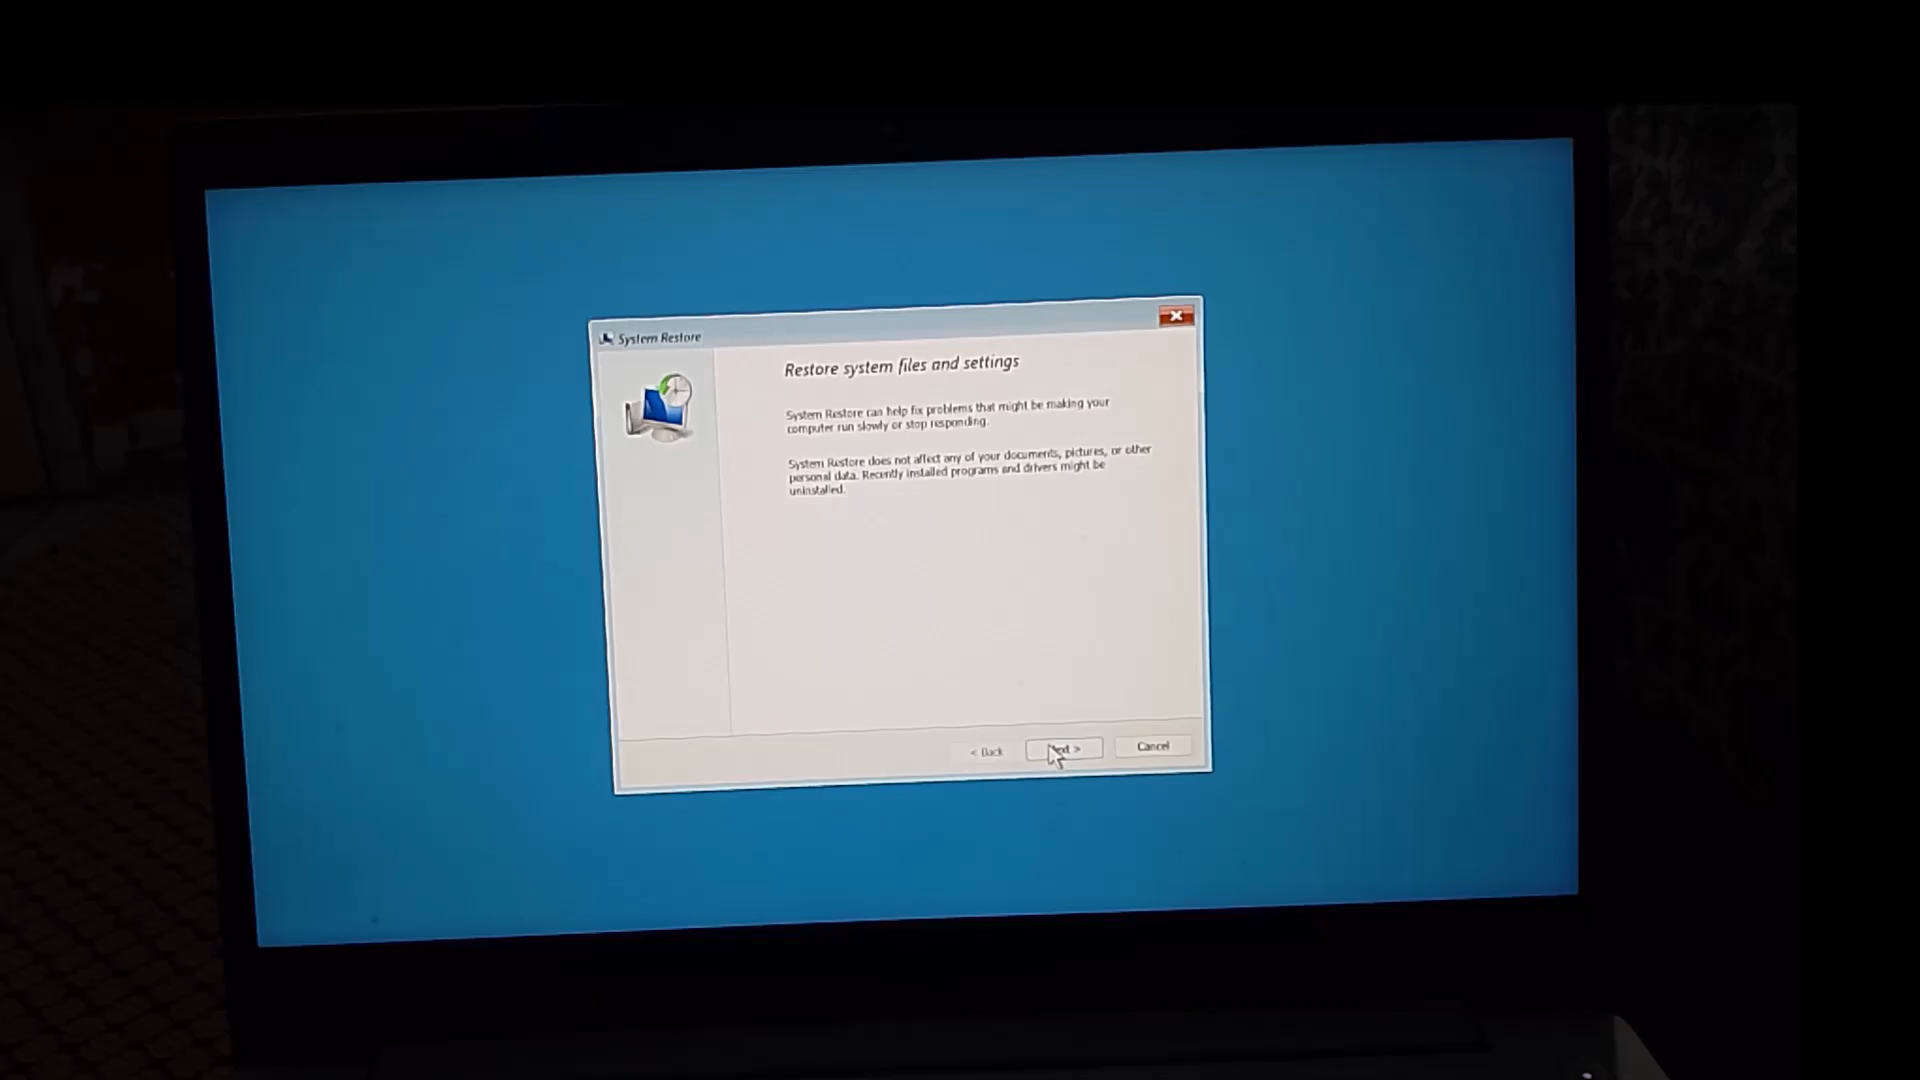 System Restore
Restore system files and settings
System Restore can help fix problems that might be making your
computer run slowly or stop responding.
System Restore does not affect any of your documents, pictures, or other
personal data. Recently installed programs and drivers might be
uninstalled.
< Back
>
Cancel